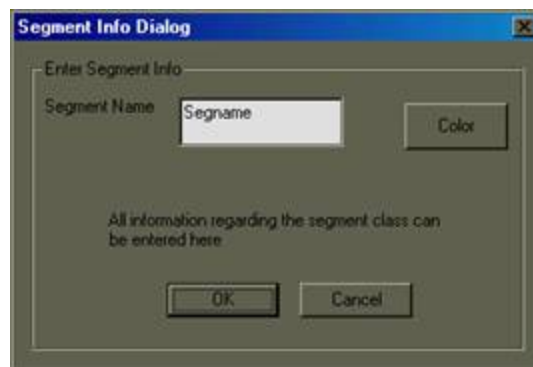 Segment Info Dialog
Enter Segment Info
Segment Name
Segname
Color
All information regarding the segment class can
be entered here
OK
Cancel